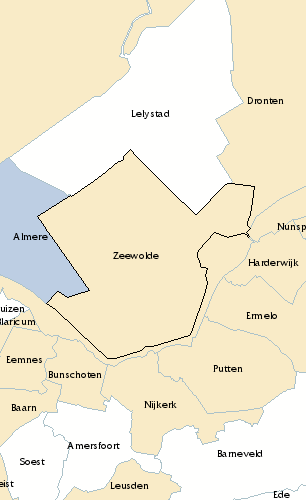 Lelystad
Dronten
Nunsp
Almere
Zeewolde
Harderwijk
uizen
Blaricum
Ermelo
Eemnes
Bunschoten
Putten
Baarn
Nijkerk
Amersfoort
Soest
Barneveld
eist
Leusden
Ede